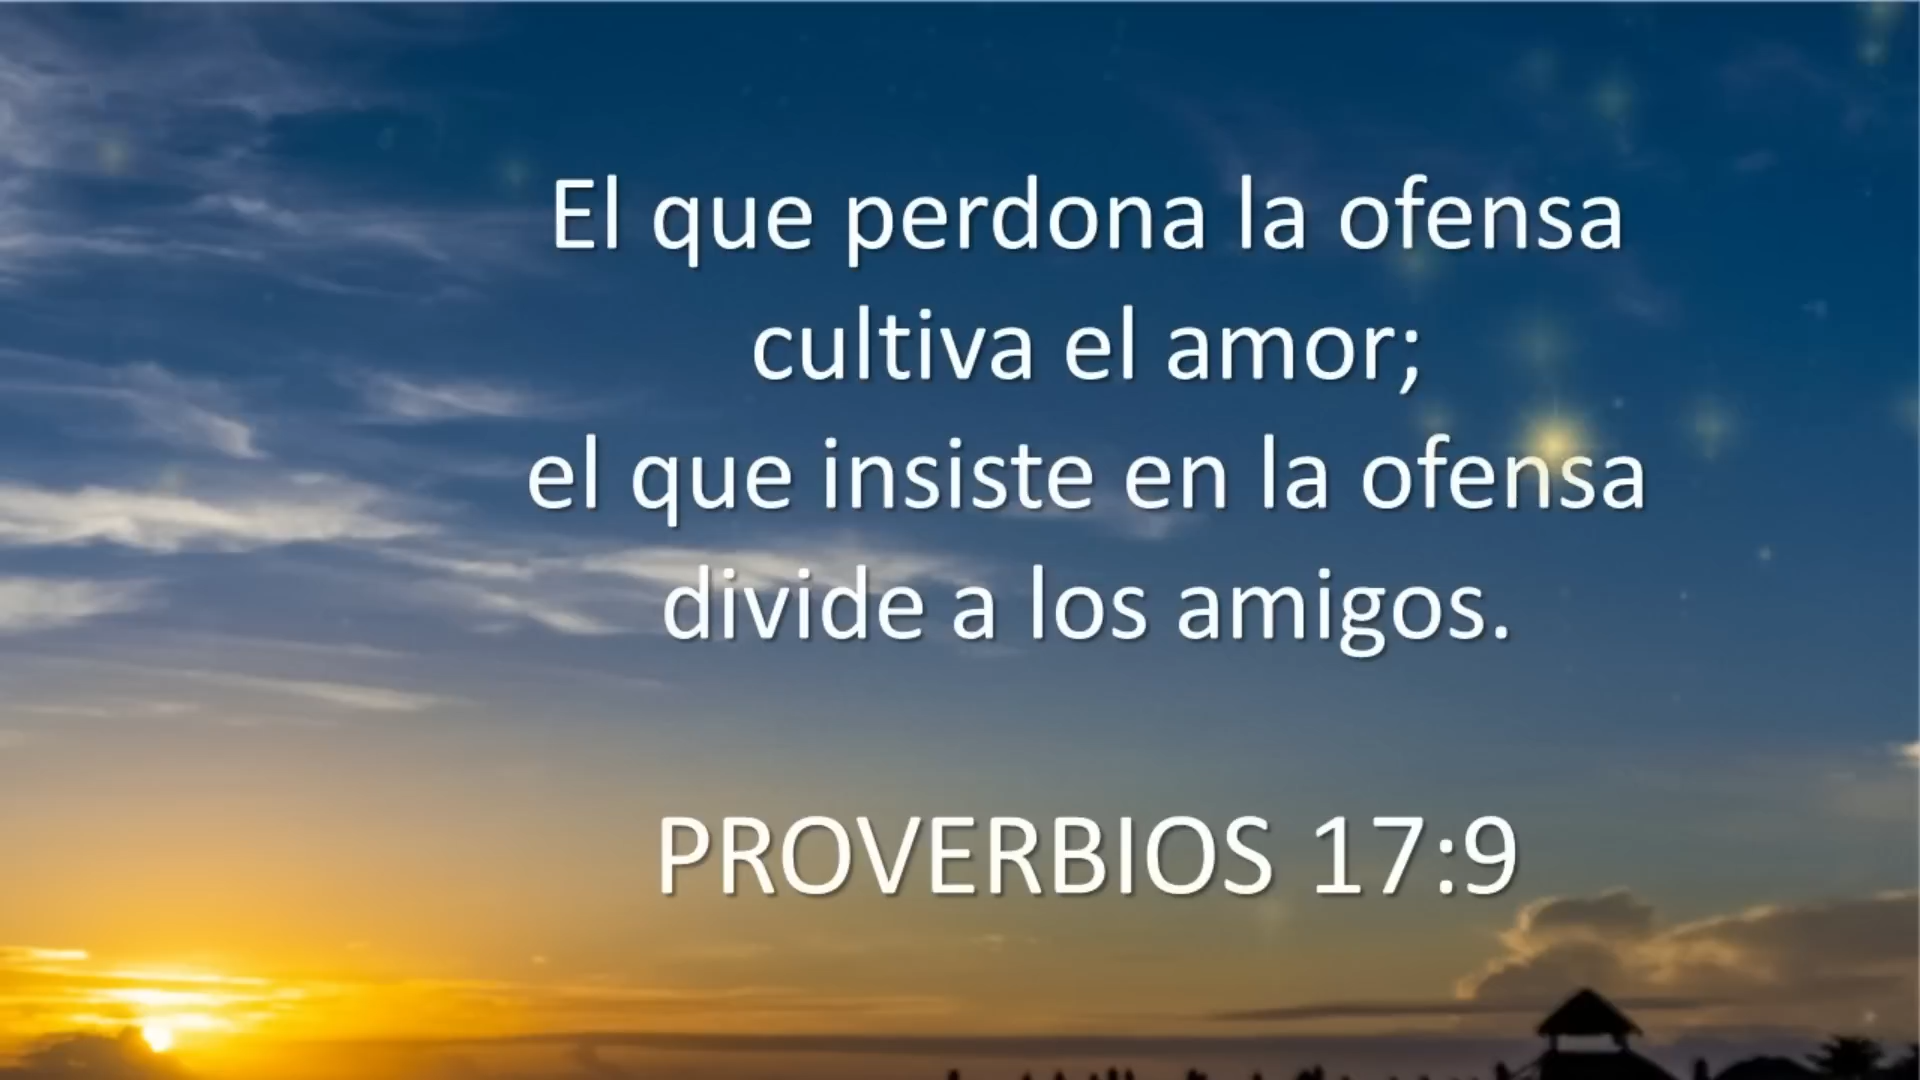 El que perdona la ofensa
cultiva el amor;
el que insiste en la ofensa
divide a los amigos.
PROVERBIOS 17:9